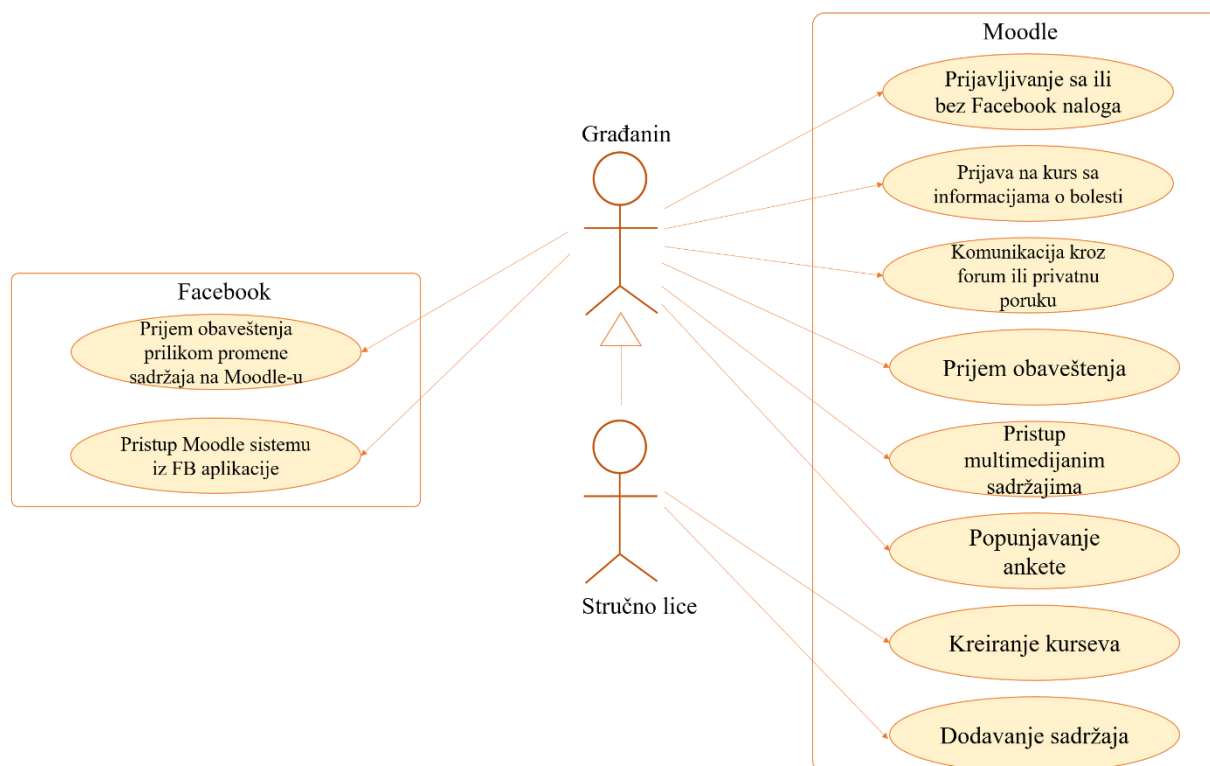 Moodle
Prijavljivanje sa ili
bez Facebook naloga
Građanin
Prijava na kurs sa
informacijama o bolesti
Komunikacija kroz
forum ili privatnu
poruku
Facebook
Prijem obaveštenja
prilikom promene
sadržaja na Moodle-u
Prijem obaveštenja
Pristup Moodle sistemu
iz FB aplikacije
Pristup
multimedijanim
sadržajima
Popunjavanje
ankete
Stručno lice
Kreiranje kurseva
Dodavanje sadržaja